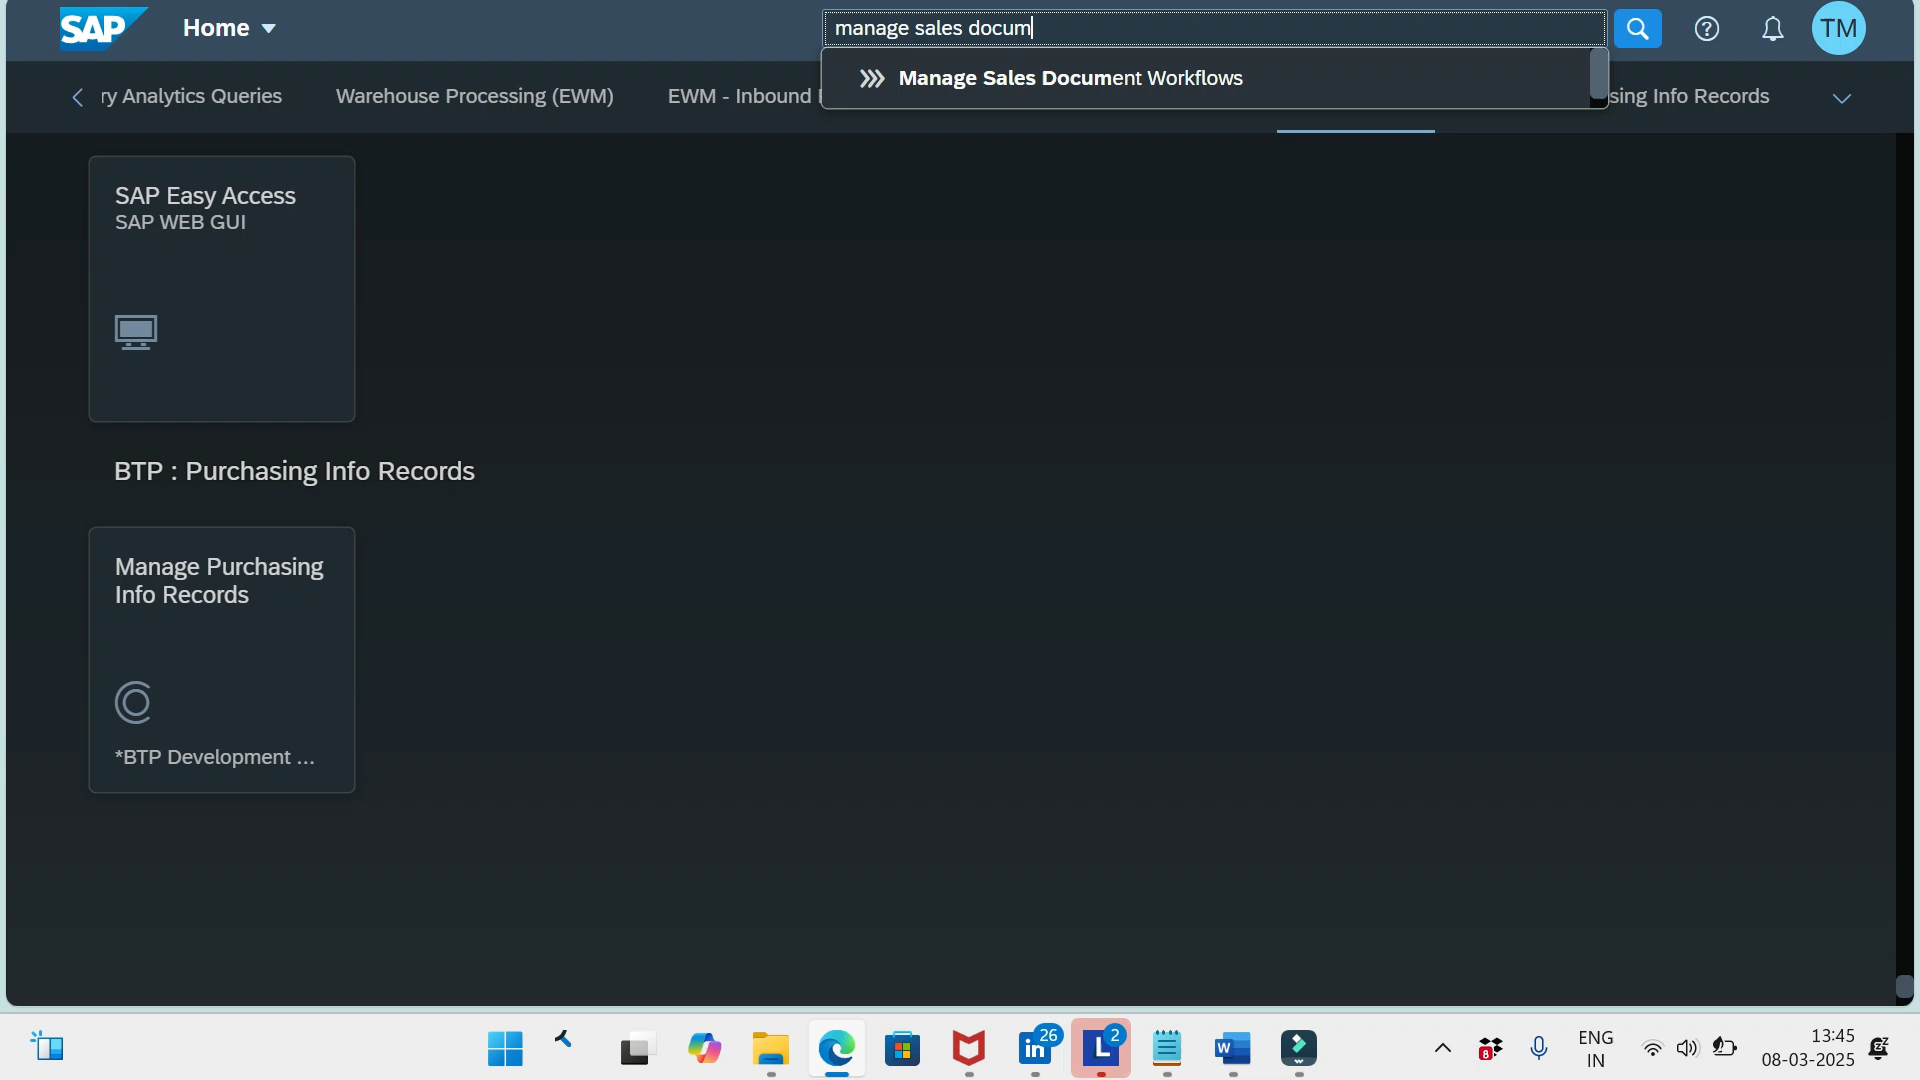 SAP
Home
manage sales docum
TM
Manage Sales Document Workflows
ry Analytics Queries
Warehouse Processing (EWM)
EWM - Inbound
sing Info Records
SAP Easy Access
SAP WEB GUI
BTP : Purchasing Info Records
Manage Purchasing
Info Records
*BTP Development ...
26
in
2
L
W
8
ENG
IN
13:45
08-03-2025